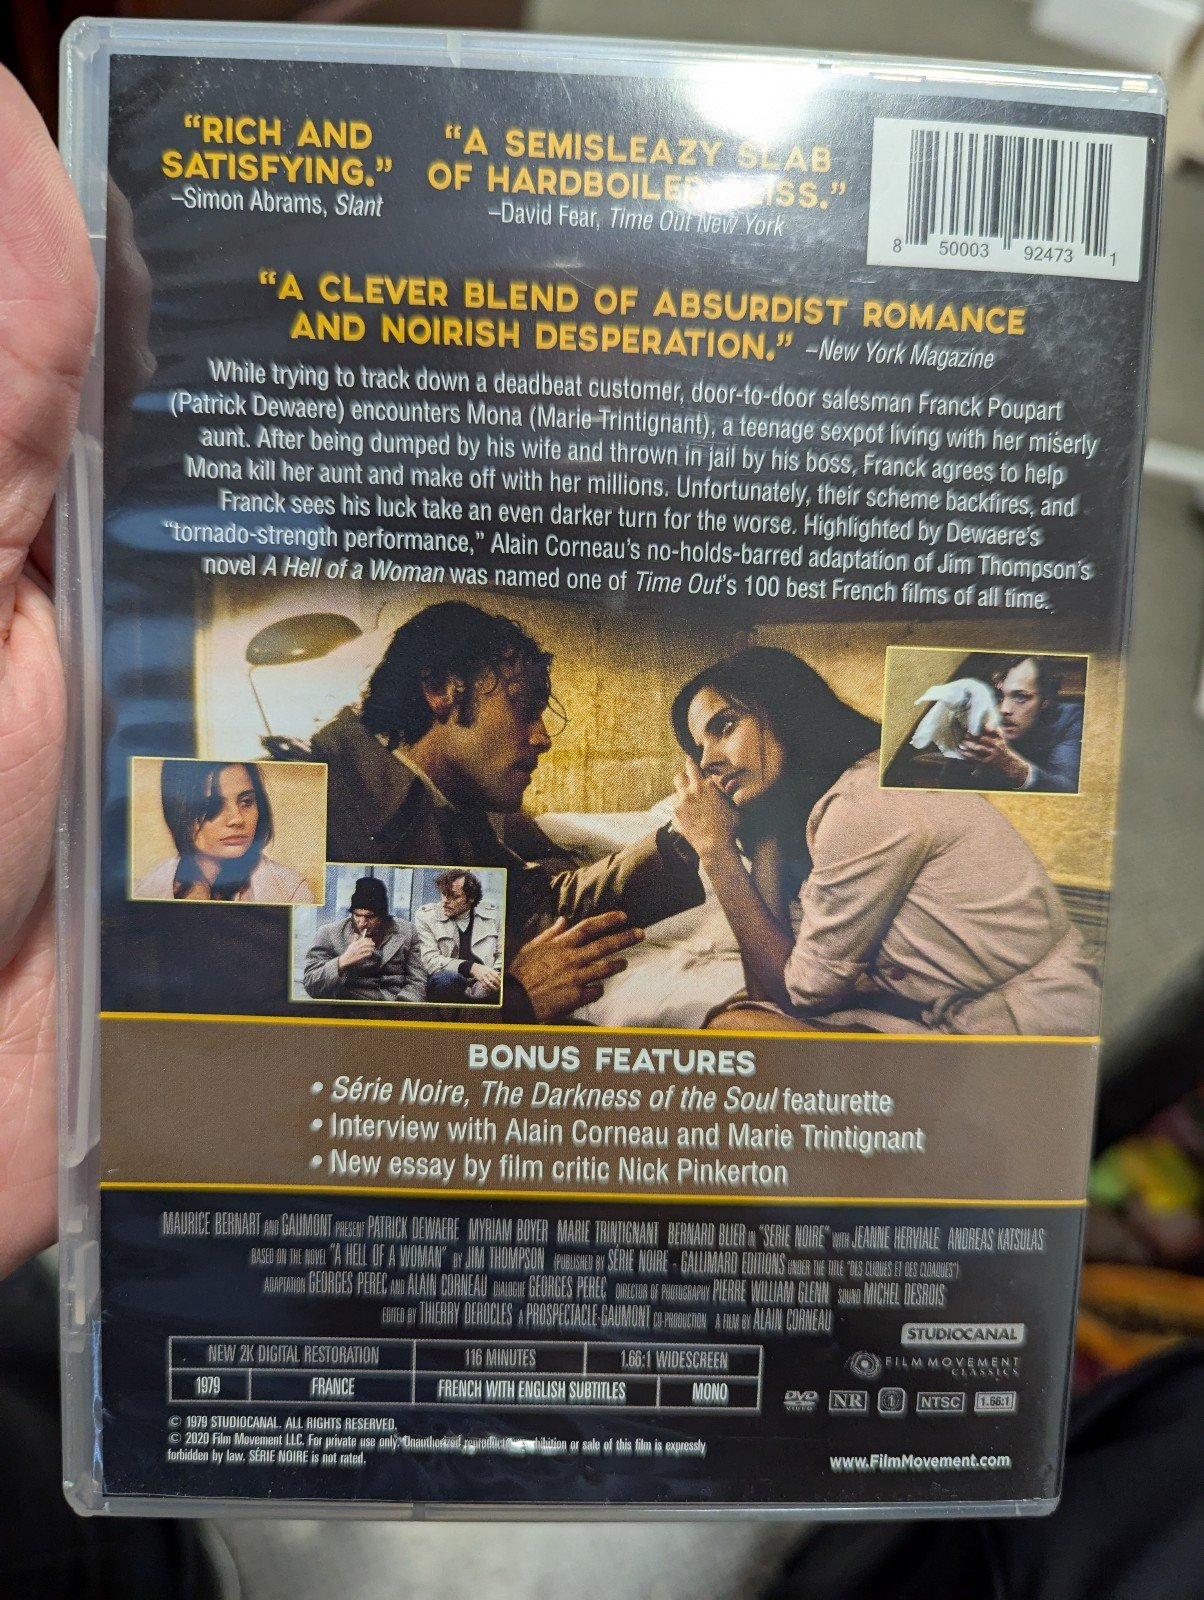 “RICH AND
SATISFYING.”
–Simon Abrams, Slant
“A SEMISLEAZY SLAB
OF HARDBOILED BLISS.”
–David Fear, Time Out New York
8 50003 92473 1
“A CLEVER BLEND OF ABSURDIST ROMANCE
AND NOIRISH DESPERATION.” –New York Magazine
While trying to track down a deadbeat customer, door-to-door salesman Franck Poupart
(Patrick Dewaere) encounters Mona (Marie Trintignant), a teenage sexpot living with her miserly
aunt. After being dumped by his wife and thrown in jail by his boss, Franck agrees to help
Mona kill her aunt and make off with her millions. Unfortunately, their scheme backfires, and
Franck sees his luck take an even darker turn for the worse. Highlighted by Dewaere’s
“tornado-strength performance,” Alain Corneau’s no-holds-barred adaptation of Jim Thompson’s
novel A Hell of a Woman was named one of Time Out’s 100 best French films of all time.
BONUS FEATURES
• Série Noire, The Darkness of the Soul featurette
• Interview with Alain Corneau and Marie Trintignant
• New essay by film critic Nick Pinkerton
MAURICE BERNART AND GAUMONT PRESENT PATRICK DEWAERE MYRIAM BOYER MARIE TRINTIGNANT BERNARD BLIER IN “SERIE NOIRE” WITH JEANNE HERVIALE ANDREAS KATSULAS
BASED ON THE NOVEL “A HELL OF A WOMAN” BY JIM THOMPSON PUBLISHED BY SÉRIE NOIRE - GALLIMARD EDITIONS (UNDER THE TITLE “DES CLIQUES ET DES CLOAQUES”)
ADAPTATION GEORGES PEREC AND ALAIN CORNEAU DIALOGUE GEORGES PEREC DIRECTOR OF PHOTOGRAPHY PIERRE WILLIAM GLENN SOUND MICHEL DESROIS
EDITED BY THIERRY DEROCLES A PROSPECTACLE-GAUMONT CO-PRODUCTION A FILM BY ALAIN CORNEAU
STUDIOCANAL
FILM MOVEMENT
CLASSICS
NEW 2K DIGITAL RESTORATION 116 MINUTES 1.66:1 WIDESCREEN
1979 FRANCE FRENCH WITH ENGLISH SUBTITLES MONO
DVD VIDEO NR 1 NTSC 1.66:1
© 1979 STUDIOCANAL. ALL RIGHTS RESERVED.
© 2020 Film Movement LLC. For private use only. Unauthorized reproduction, exhibition or sale of this film is expressly
forbidden by law. SÉRIE NOIRE is not rated.
www.FilmMovement.com